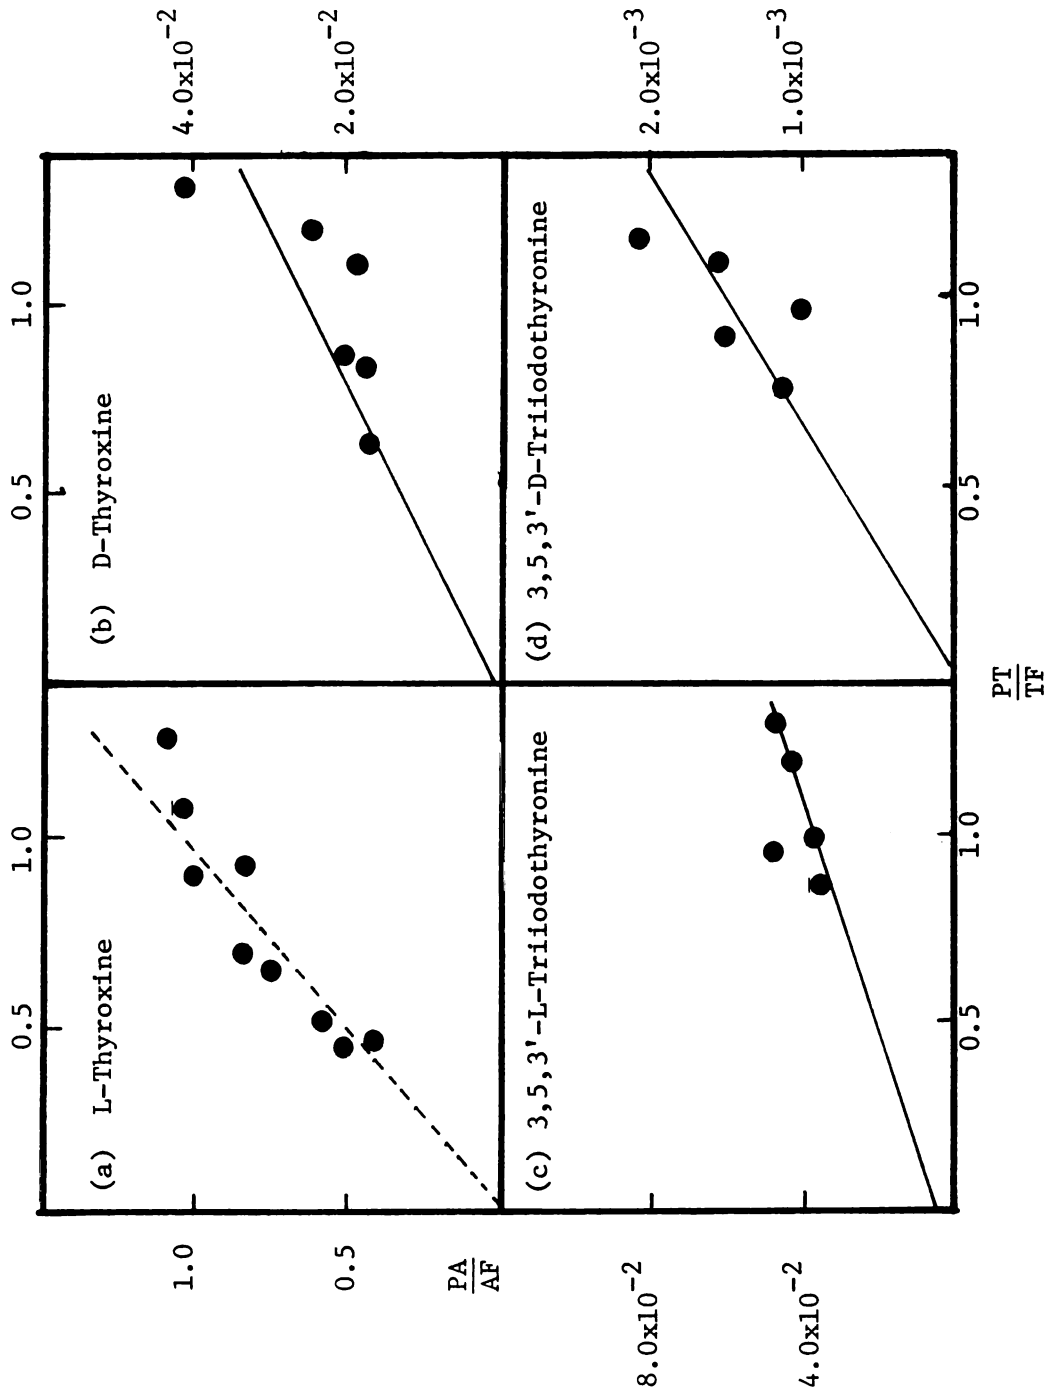 0.5
1.0
0.5
1.0
(a) L-Thyroxine
(b) D-Thyroxine
1.0
0.5
PA
AF
4.0x10⁻²
2.0x10⁻²
(c) 3,5,3'-L-Triiodothyronine
(d) 3,5,3'-D-Triiodothyronine
8.0x10⁻²
4.0x10⁻²
2.0x10⁻³
1.0x10⁻³
0.5
1.0
0.5
1.0
PT
TF